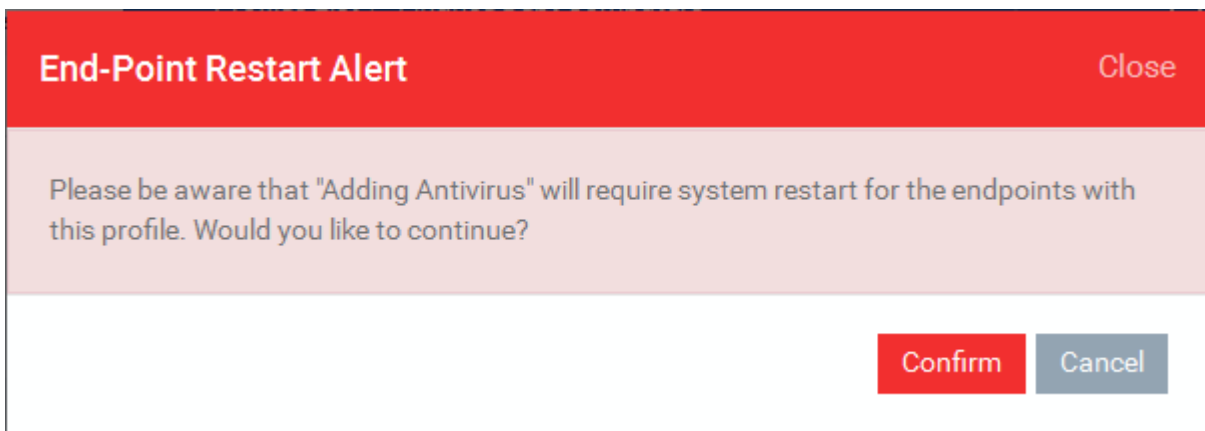 End-Point Restart Alert
Close
Please be aware that "Adding Antivirus" will require system restart for the endpoints with
this profile. Would you like to continue?
Confirm
Cancel